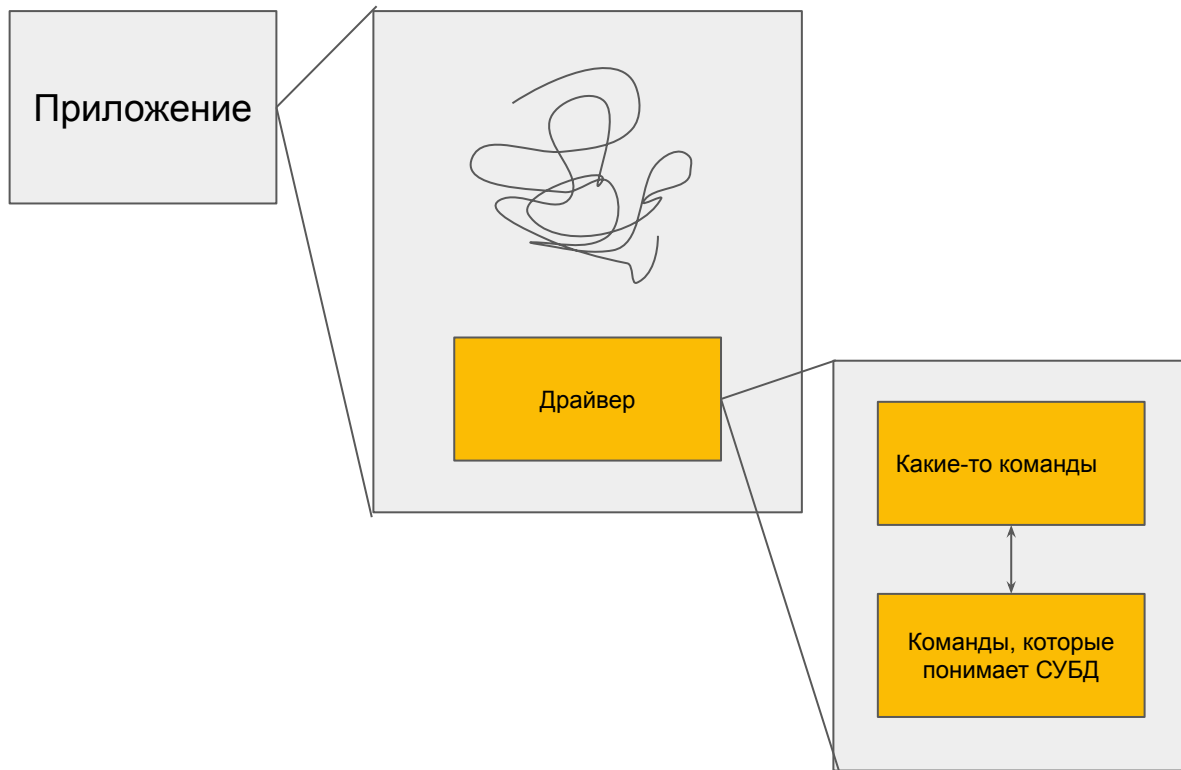 Приложение
Драйвер
Какие-то команды
Команды, которые
понимает СУБД